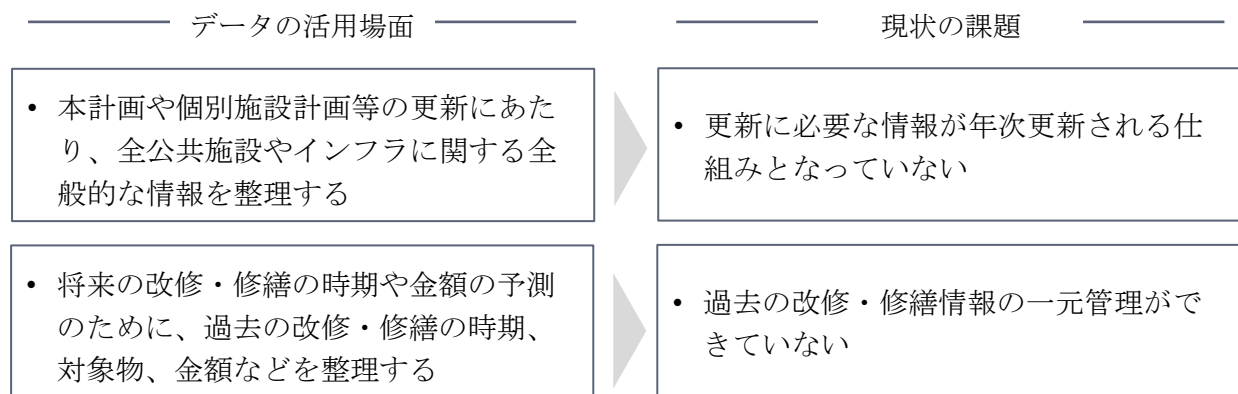 データの活用場面
現状の課題
• 本計画や個別施設計画等の更新にあた
り、全公共施設やインフラに関する全
般的な情報を整理する
• 更新に必要な情報が年次更新される仕
組みとなっていない
• 将来の改修・修繕の時期や金額の予測
のために、過去の改修・修繕の時期、
対象物、金額などを整理する
• 過去の改修・修繕情報の一元管理がで
きていない